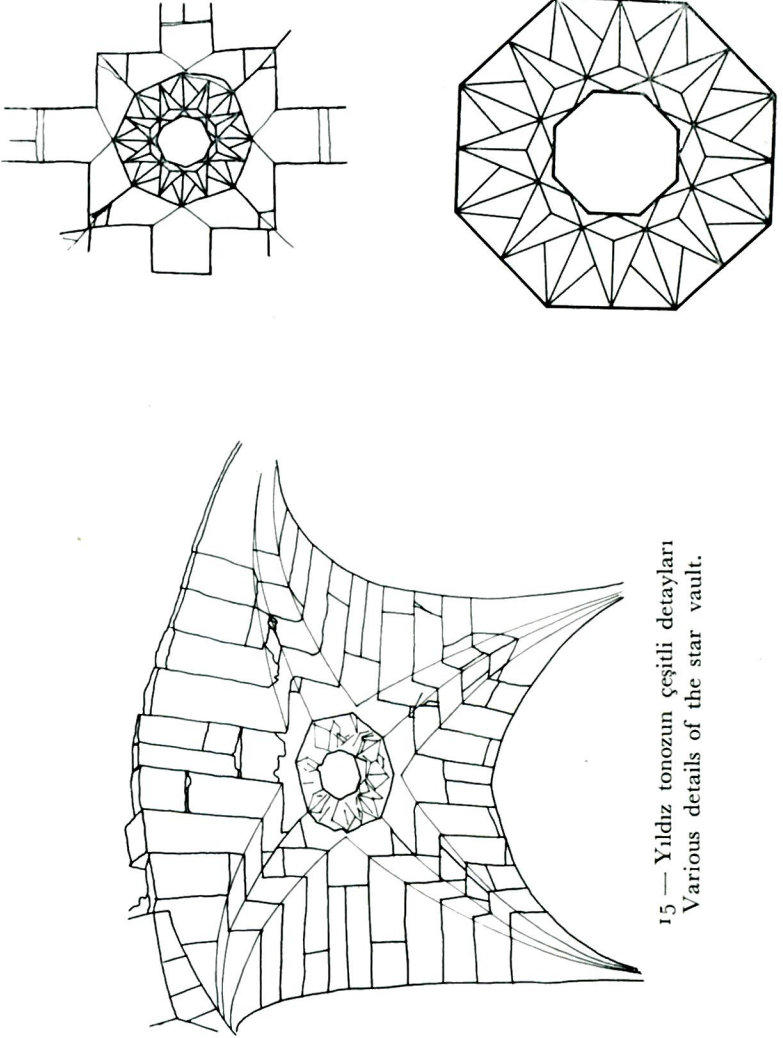 15 — Yıldız tonozun çeşitli detayları
Various details of the star vault.